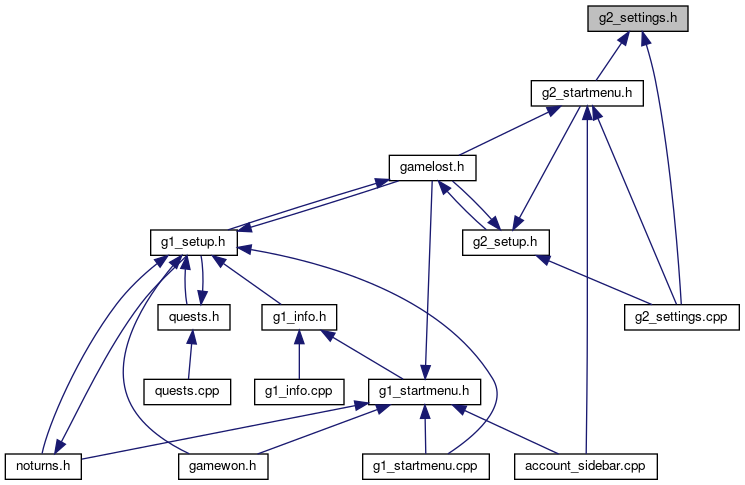 g2_settings.h
g2_startmenu.h
gamelost.h
g1_setup.h
g2_setup.h
quests.h
g1_info.h
g2_settings.cpp
quests.cpp
g1_info.cpp
g1_startmenu.h
noturns.h
gamewon.h
g1_startmenu.cpp
account_sidebar.cpp